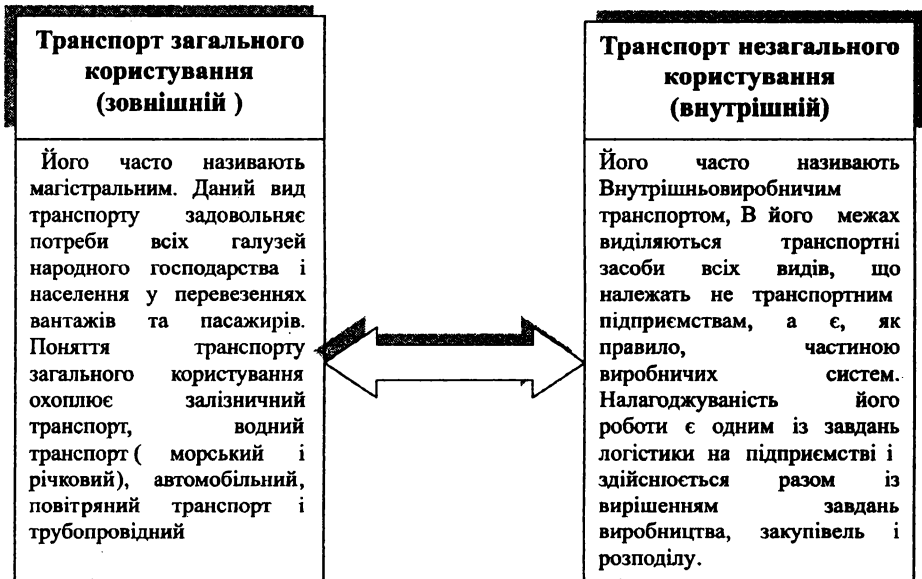 Транспорт загального
користування
(зовнішній )
Його часто називають
магістральним. Даний вид
транспорту задовольняє
потреби всіх галузей
народного господарства і
населення у перевезеннях
вантажів та пасажирів.
Поняття транспорту
загального користування
охоплює залізничний
транспорт, водний
транспорт ( морський і
річковий), автомобільний,
повітряний транспорт і
трубопровідний
Транспорт незагального
користування
(внутрішній)
Його часто називають
Внутрішньовиробничим
транспортом, В його межах
виділяються транспортні
засоби всіх видів, що
належать не транспортним
підприємствам, а є, як
правило, частиною
виробничих систем.
Налагоджуваність його
роботи є одним із завдань
логістики на підприємстві і
здійснюється разом із
вирішенням завдань
виробництва, закупівель і
розподілу.